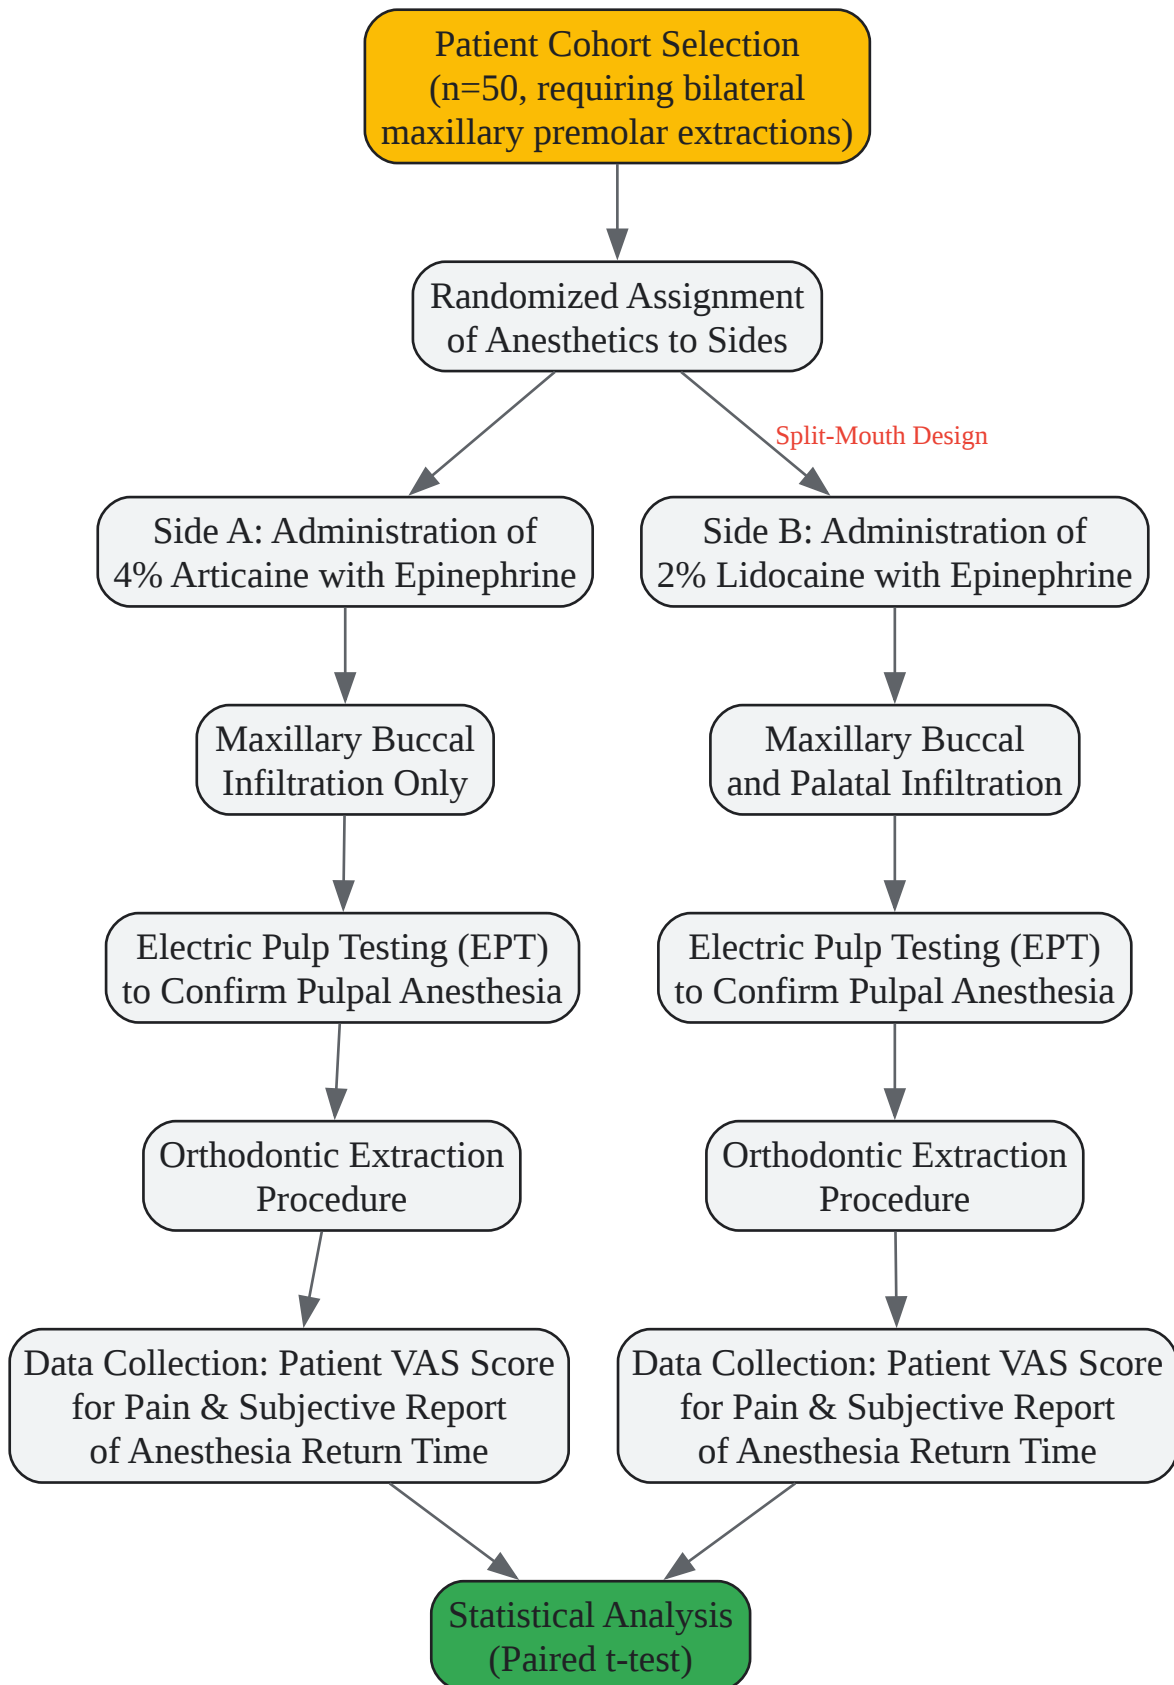 Patient Cohort Selection
(n=50, requiring bilateral
maxillary premolar extractions)
Randomized Assignment
of Anesthetics to Sides
Split-Mouth Design
Side A: Administration of
4% Articaine with Epinephrine
Side B: Administration of
2% Lidocaine with Epinephrine
Maxillary Buccal
Infiltration Only
Maxillary Buccal
and Palatal Infiltration
Electric Pulp Testing (EPT)
to Confirm Pulpal Anesthesia
Electric Pulp Testing (EPT)
to Confirm Pulpal Anesthesia
Orthodontic Extraction
Procedure
Orthodontic Extraction
Procedure
Data Collection: Patient VAS Score
for Pain & Subjective Report
of Anesthesia Return Time
Data Collection: Patient VAS Score
for Pain & Subjective Report
of Anesthesia Return Time
Statistical Analysis
(Paired t-test)